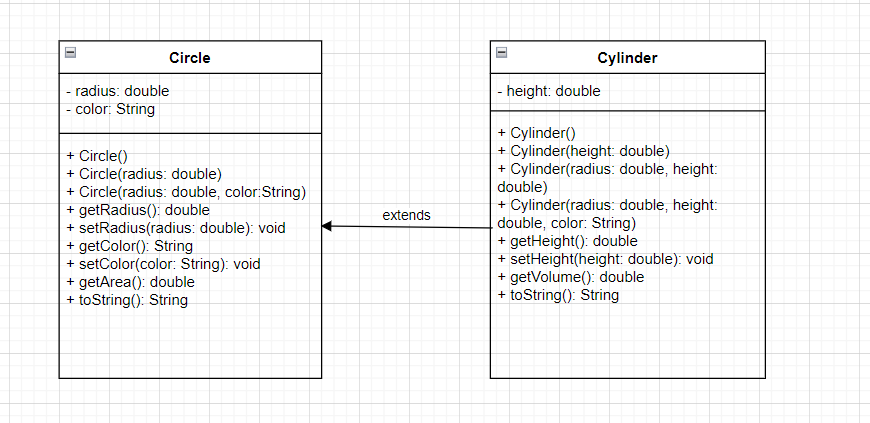 Circle
- radius: double
- color: String
+ Circle()
+ Circle(radius: double)
+ Circle(radius: double, color:String)
+ getRadius(): double
+ setRadius(radius: double): void
+ getColor(): String
+ setColor(color: String): void
+ getArea(): double
+ toString(): String
extends
Cylinder
- height: double
+ Cylinder()
+ Cylinder(height: double)
+ Cylinder(radius: double, height:
double)
+ Cylinder(radius: double, height:
double, color: String)
+ getHeight(): double
+ setHeight(height: double): void
+ getVolume(): double
+ toString(): String